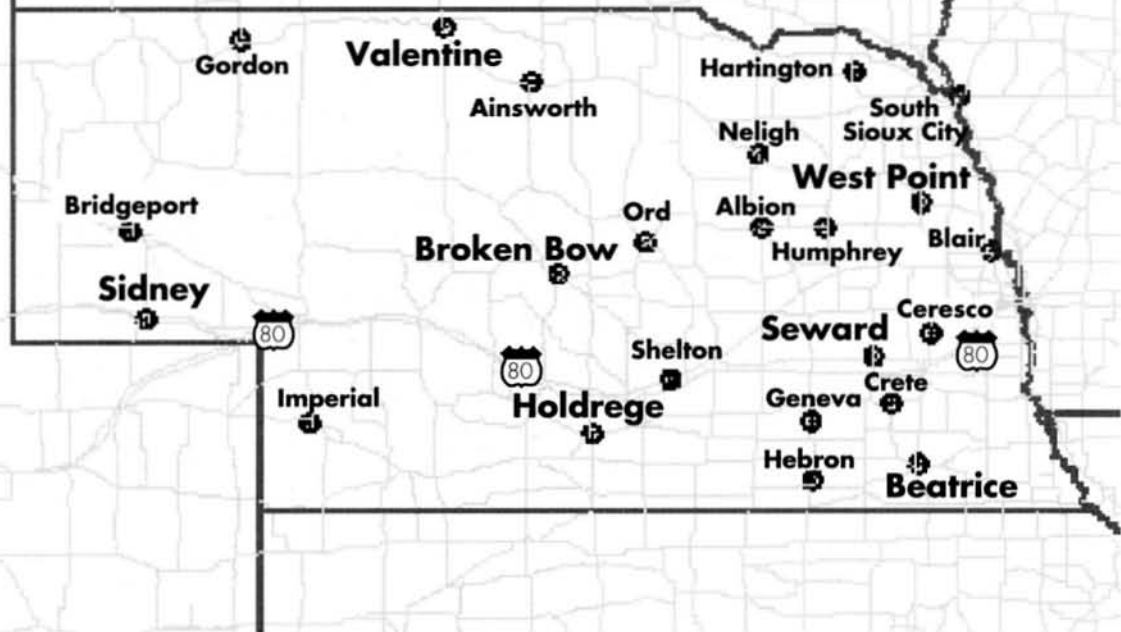 Gordon
Valentine
Ainsworth
Hartington
South
Sioux City
Neligh
West Point
Bridgeport
Ord
Albion
Humphrey
Blair
Broken Bow
Sidney
Ceresco
80
Seward
80
80
Shelton
Imperial
Holdrege
Geneva
Crete
Hebron
Beatrice